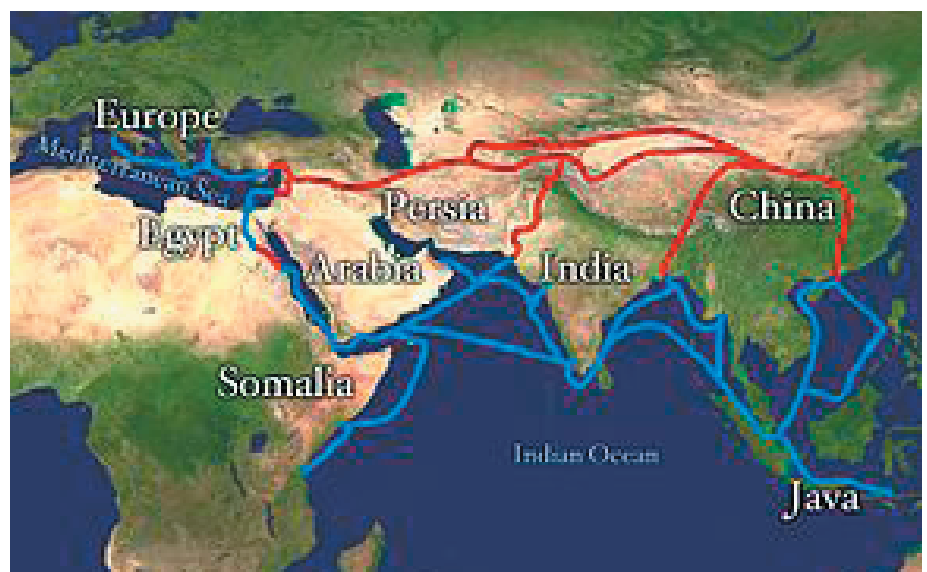 Europe
Mediterranean Sea
Egypt
Persia
Arabia
India
China
Somalia
Indian Ocean
Java